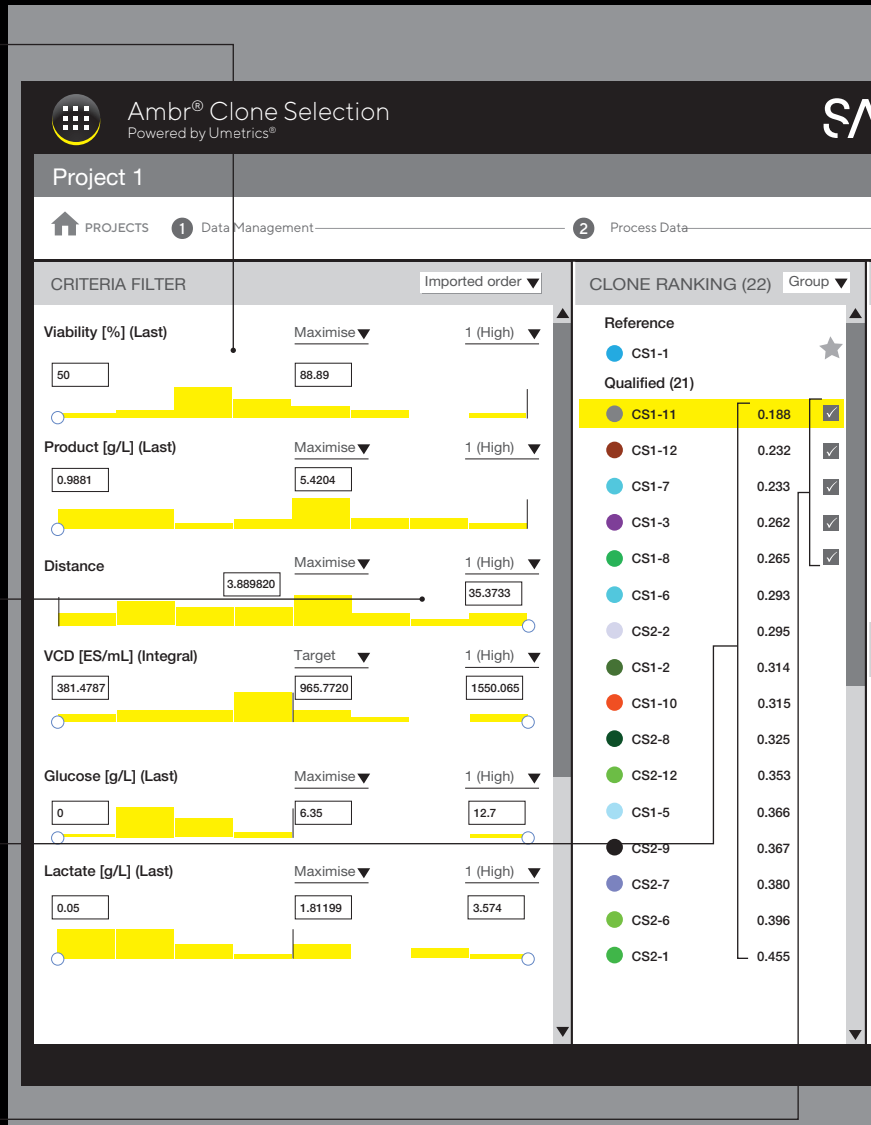 Ambr® Clone Selection
Powered by Umetrics®
Project 1
PROJECTS
1 Data Management
2 Process Data
CRITERIA FILTER
Imported order
Viability [%] (Last)
Maximise
1 (High)
50
88.89
Product [g/L] (Last)
Maximise
1 (High)
0.9881
5.4204
Distance
Maximise
1 (High)
3.889820
35.3733
VCD [ES/mL] (Integral)
Target
1 (High)
381.4787
965.7720
1550.065
Glucose [g/L] (Last)
Maximise
1 (High)
0
6.35
12.7
Lactate [g/L] (Last)
Maximise
1 (High)
0.05
1.81199
3.574
CLONE RANKING (22)
Group
Reference
CS1-1
Qualified (21)
CS1-11 0.188
CS1-12 0.232
CS1-7 0.233
CS1-3 0.262
CS1-8 0.265
CS1-6 0.293
CS2-2 0.295
CS1-2 0.314
CS1-10 0.315
CS2-8 0.325
CS2-12 0.353
CS1-5 0.366
CS2-9 0.367
CS2-7 0.380
CS2-6 0.396
CS2-1 0.455